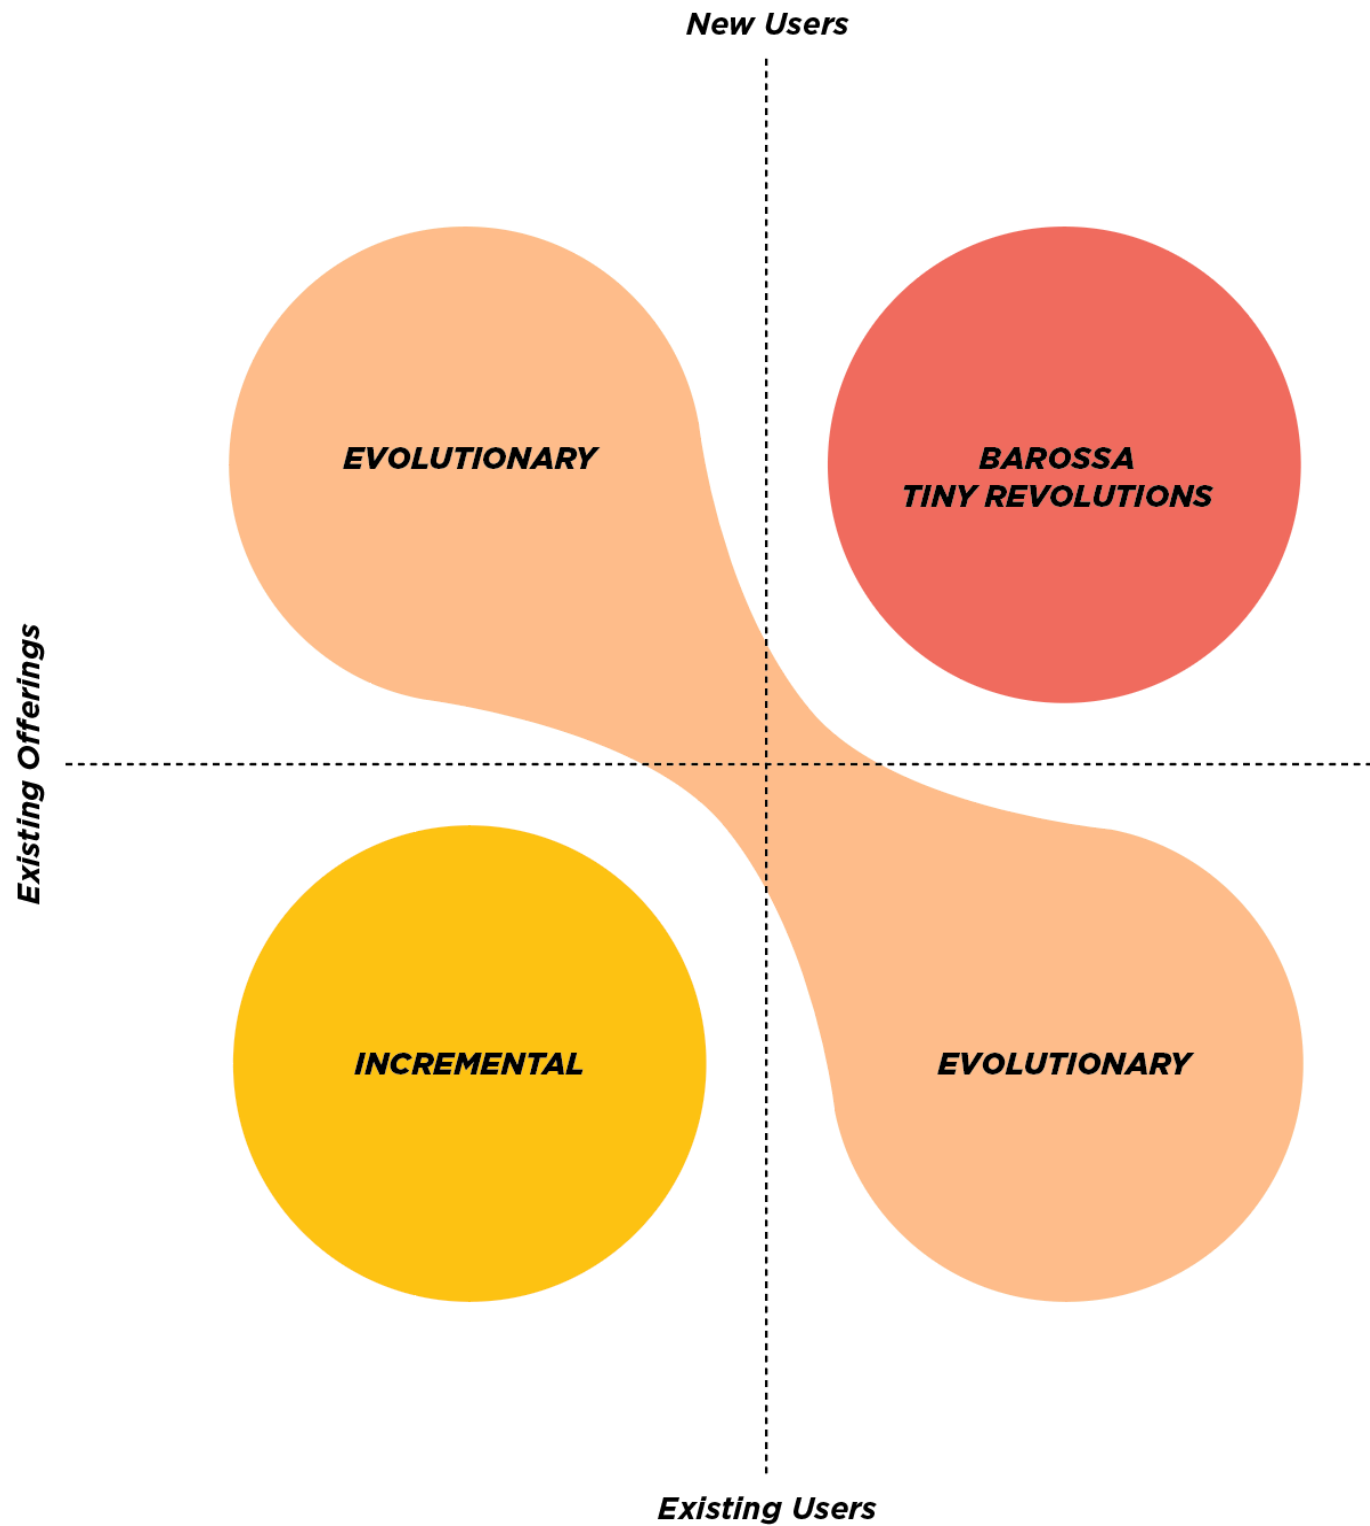 New Users
EVOLUTIONARY
BAROSSA
TINY REVOLUTIONS
Existing Offerings
INCREMENTAL
EVOLUTIONARY
Existing Users